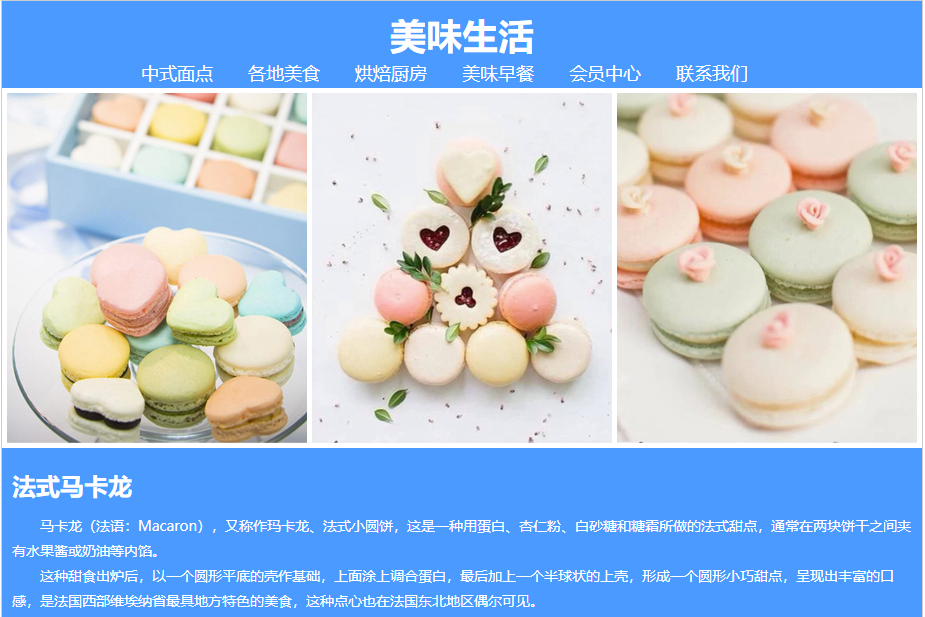 美味生活
中式面点 各地美食 烘焙厨房 美味早餐 会员中心 联系我们
法式马卡龙
马卡龙（法语：Macaron），又称作玛卡龙、法式小圆饼，这是一种用蛋白、杏仁粉、白砂糖和糖霜所做的法式甜点，通常在两块饼干之间夹
有水果酱或奶油等内馅。
这种甜食出炉后，以一个圆形平底的壳作基础，上面涂上调合蛋白，最后加上一个半球状的上壳，形成一个圆形小巧甜点，呈现出丰富的口
感，是法国西部维埃纳省最具地方特色的美食，这种点心也在法国东北地区偶尔可见。